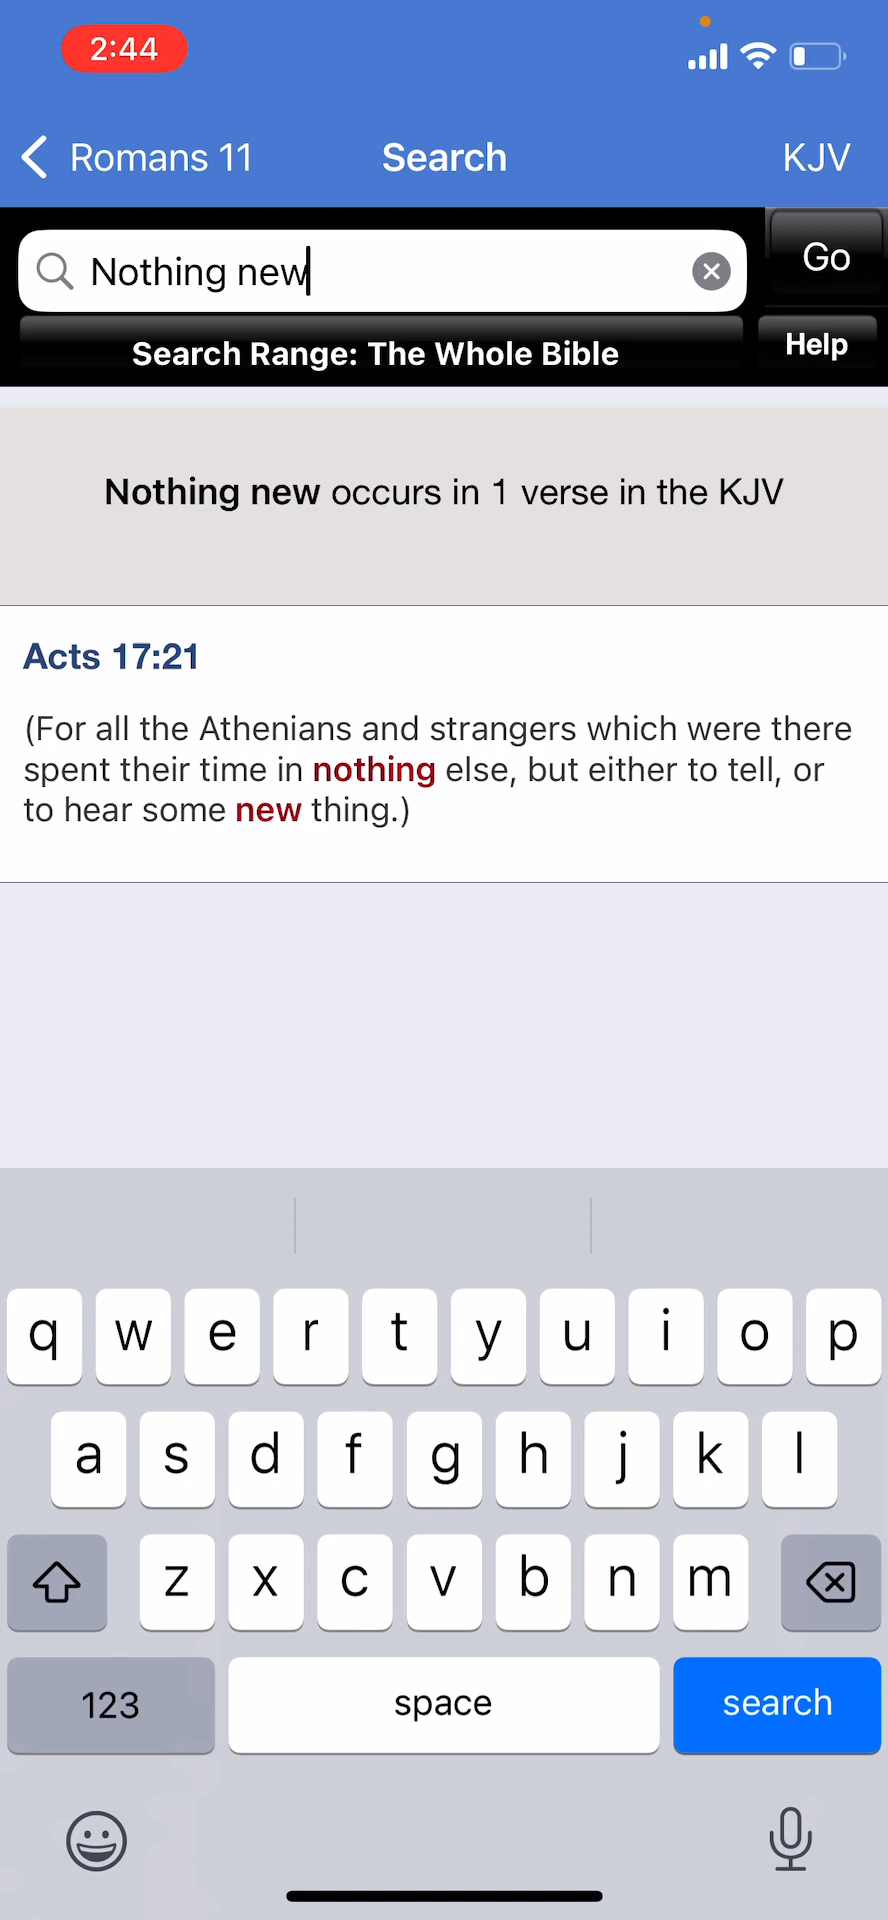 2:44
Romans 11 Search KJV
Nothing new Go
Search Range: The Whole Bible Help
Nothing new occurs in 1 verse in the KJV
Acts 17:21
(For all the Athenians and strangers which were there
spent their time in nothing else, but either to tell, or
to hear some new thing.)
q w e r t y u i o p
a s d f g h j k l
z x c v b n m
123 space search